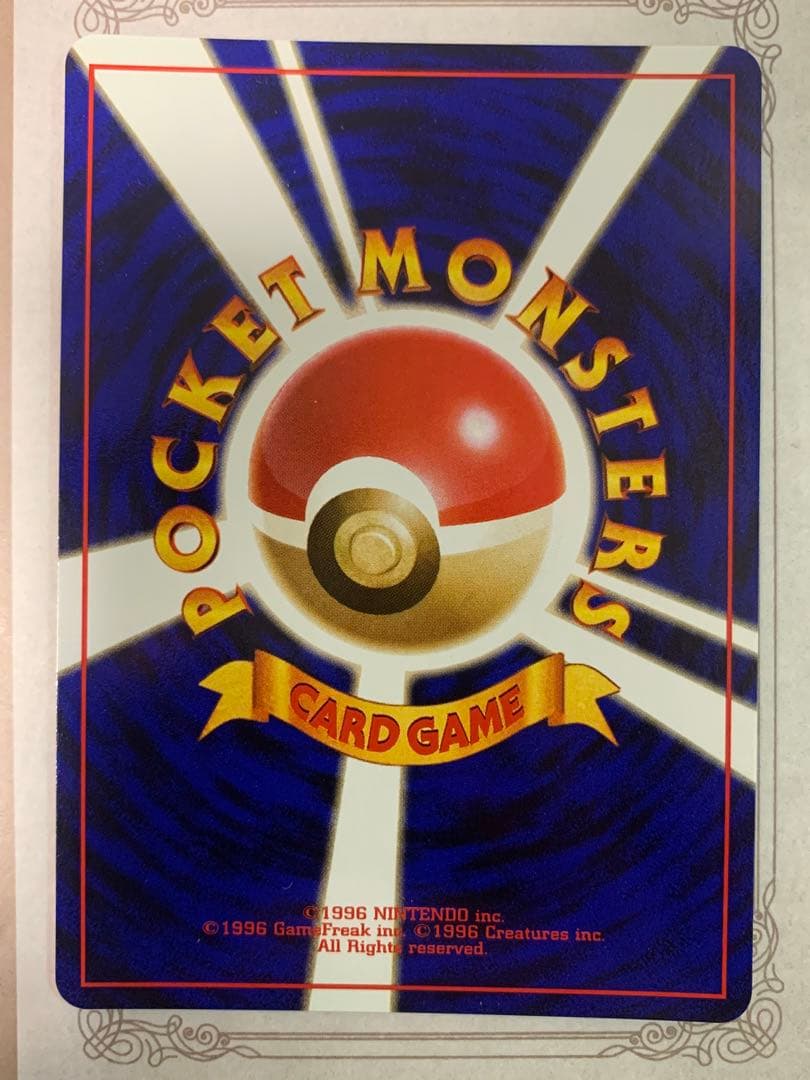 POCKET MONSTERS
CARD GAME
©1996 NINTENDO inc.
©1996 GameFreak inc. ©1996 Creatures inc.
All Rights reserved.